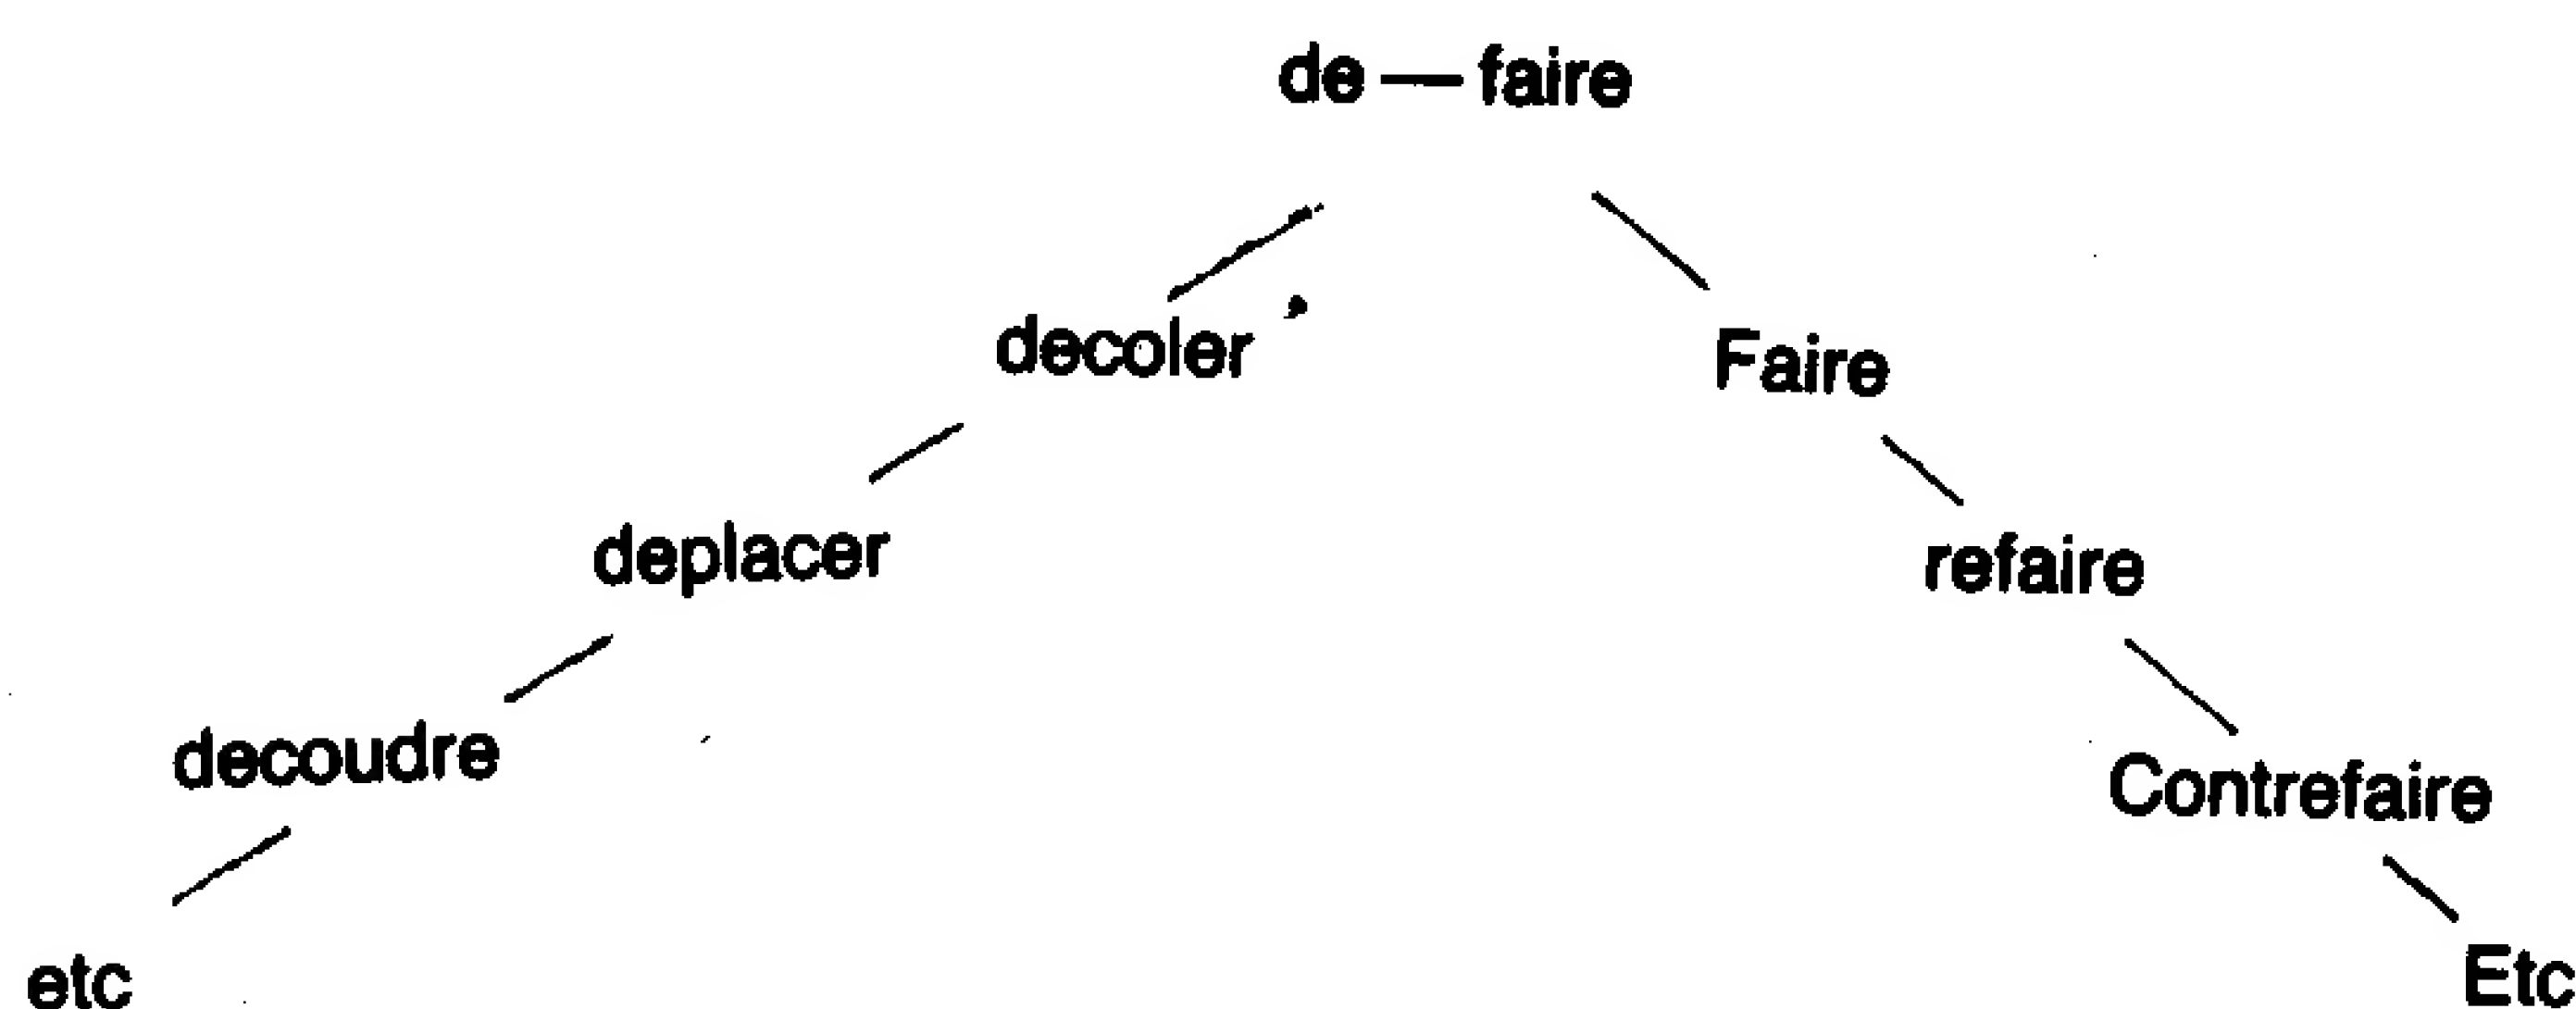 de — faire
decoler Faire
deplacer refaire
decoudre Contrefaire
etc Etc